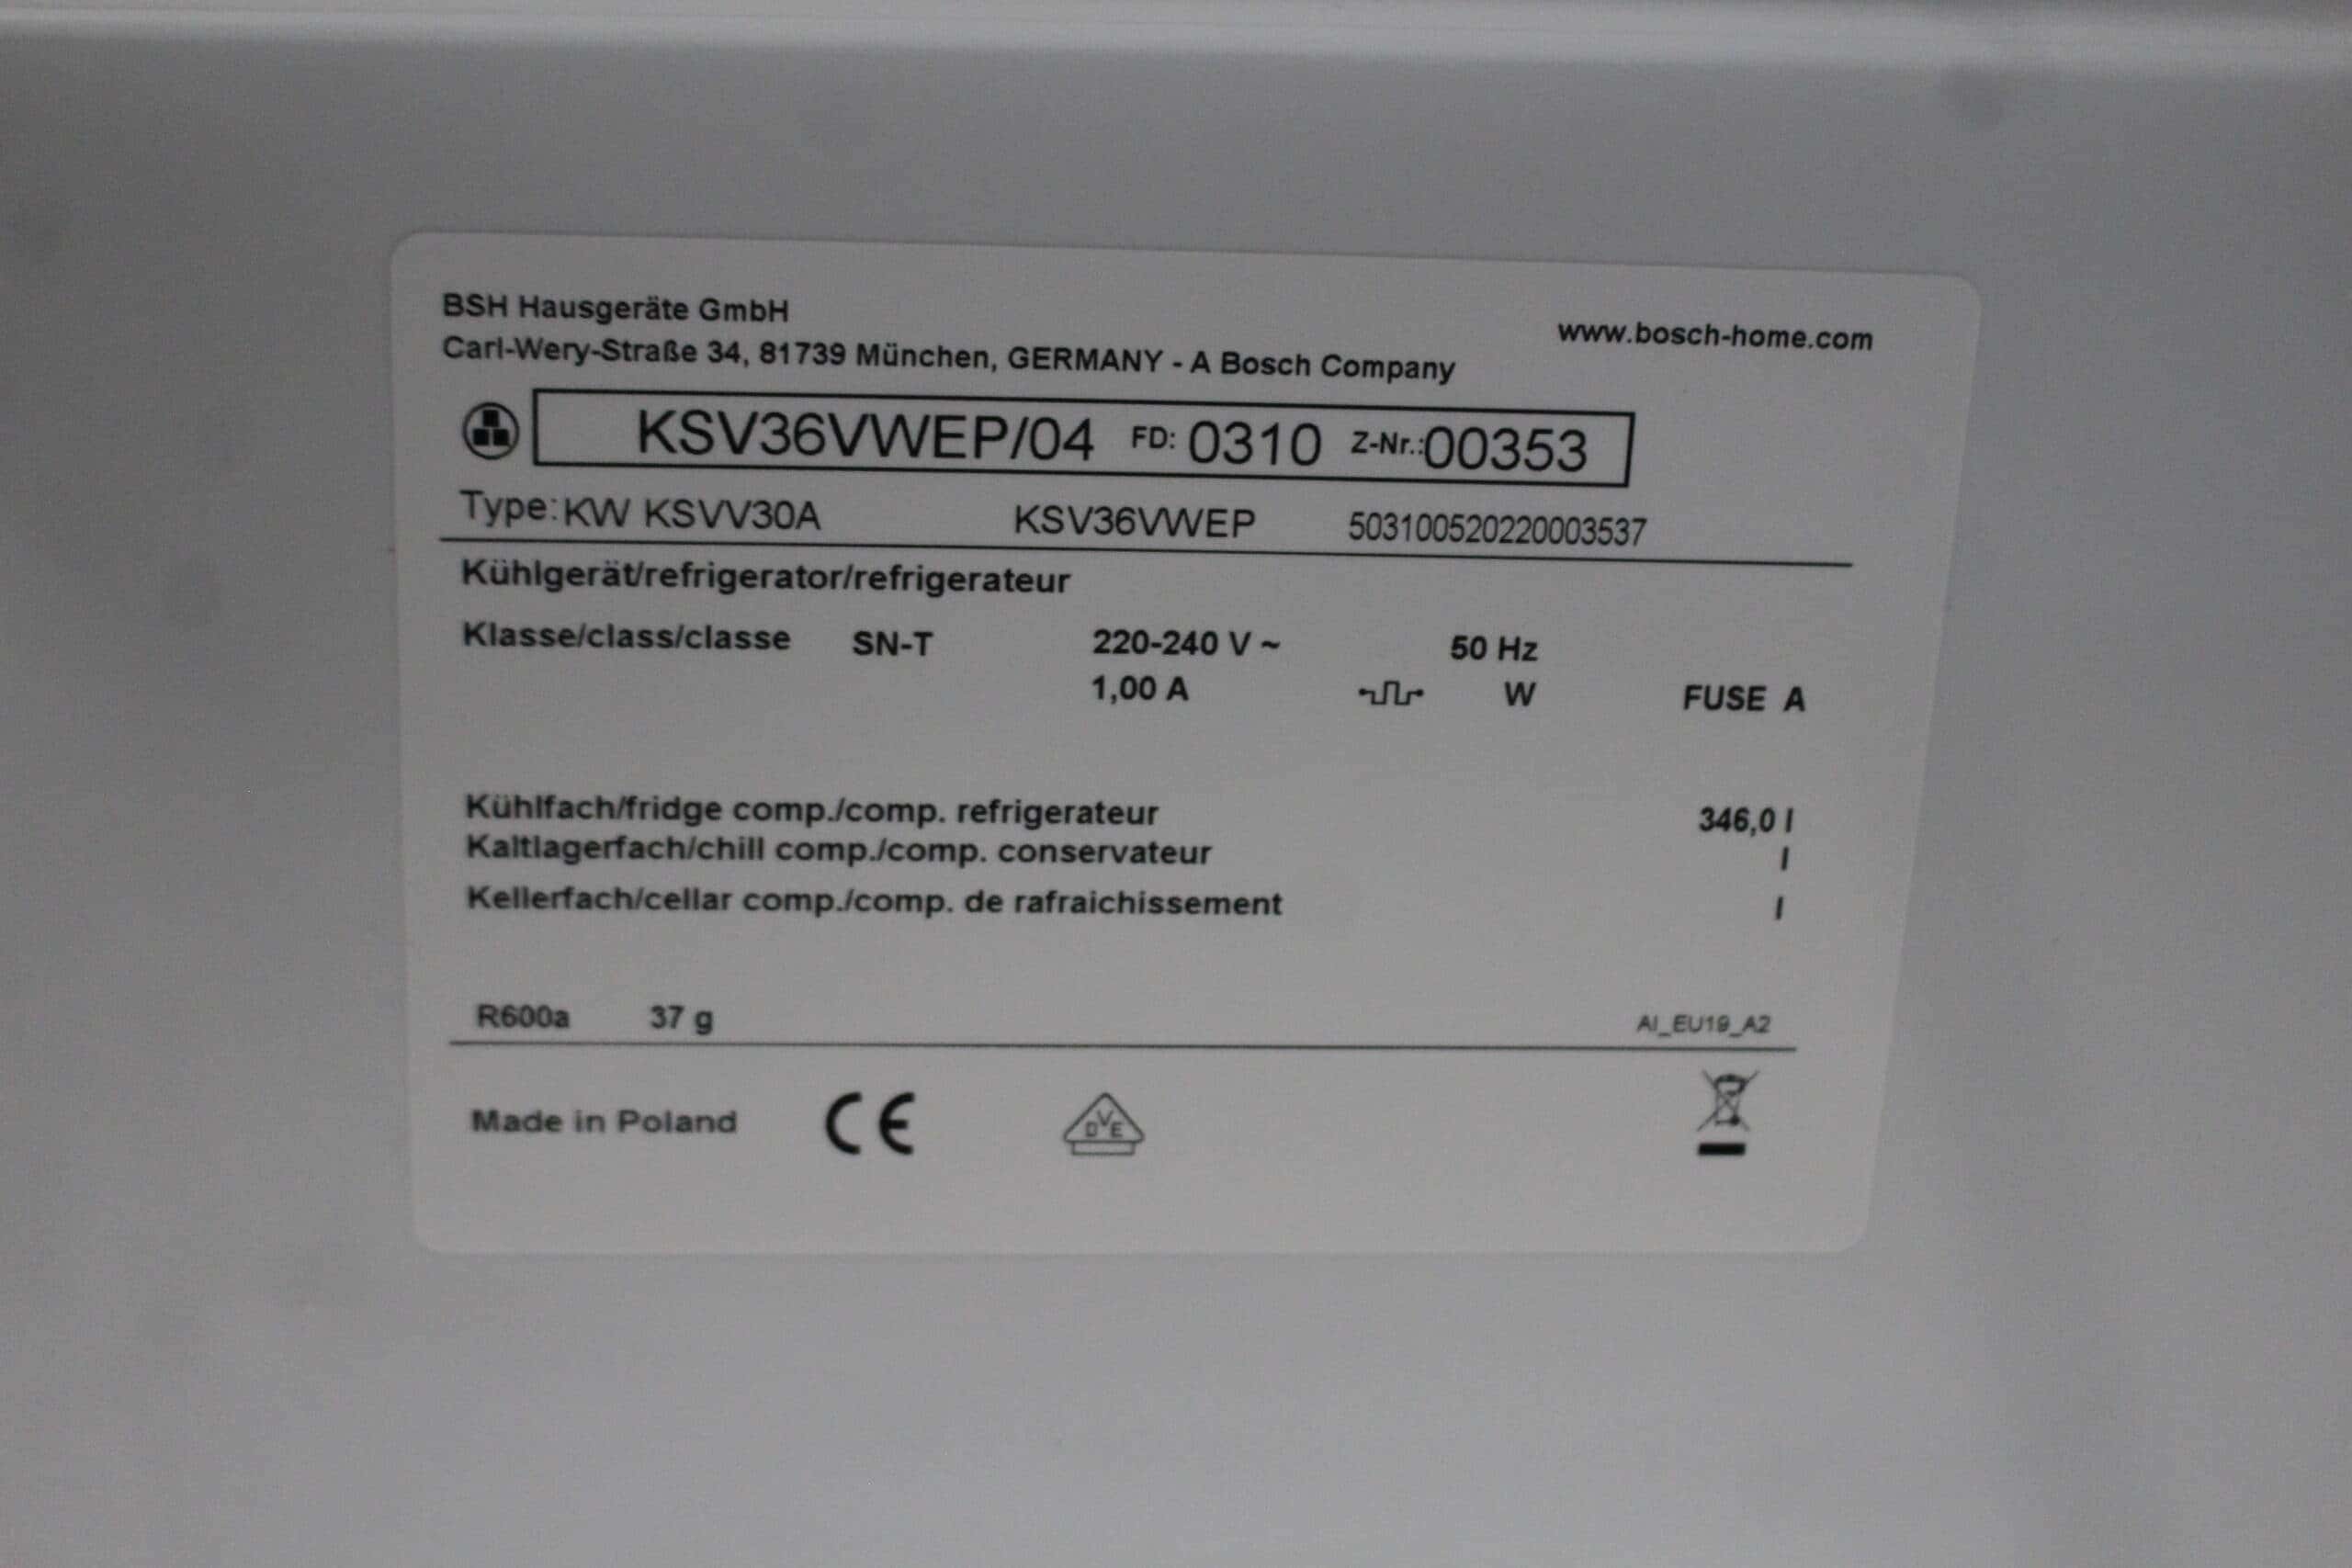 BSH Hausgeräte GmbH
www.bosch-home.com
Carl-Wery-Straße 34, 81739 München, GERMANY - A Bosch Company
KSV36VWEP/04 FD: 0310 Z-Nr.:00353
Type:KW KSVV30A KSV36VWEP 503100520220003537
Kühlgerät/refrigerator/refrigerateur
Klasse/class/classe SN-T 220-240 V ~ 50 Hz
1,00 A W FUSE A
Kühlfach/fridge comp./comp. refrigerateur 346,0 l
Kaltlagerfach/chill comp./comp. conservateur l
Kellerfach/cellar comp./comp. de rafraichissement l
R600a 37 g AI_EU19_A2
Made in Poland CE DVE